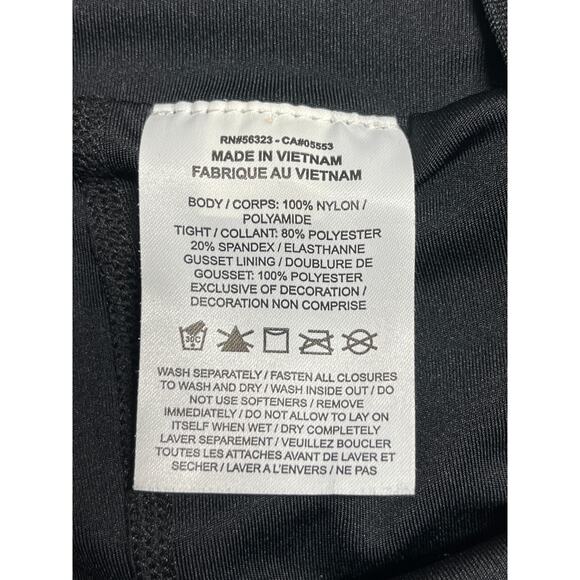 RN#56323 - CA#05553
MADE IN VIETNAM
FABRIQUE AU VIETNAM
BODY / CORPS: 100% NYLON /
POLYAMIDE
TIGHT / COLLANT: 80% POLYESTER
20% SPANDEX / ELASTHANNE
GUSSET LINING / DOUBLURE DE
GOUSSET: 100% POLYESTER
EXCLUSIVE OF DECORATION /
DECORATION NON COMPRISE
30C
WASH SEPARATELY / FASTEN ALL CLOSURES
TO WASH AND DRY / WASH INSIDE OUT / DO
NOT USE SOFTENERS / REMOVE
IMMEDIATELY / DO NOT ALLOW TO LAY ON
ITSELF WHEN WET / DRY COMPLETELY
LAVER SEPAREMENT / VEUILLEZ BOUCLER
TOUTES LES ATTACHES AVANT DE LAVER ET
SECHER / LAVER A L'ENVERS / NE PAS